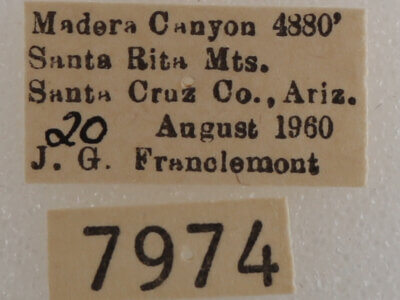 Madera Canyon 4880'
Santa Rita Mts.
Santa Cruz Co., Ariz.
20 August 1960
J. G. Franclemont
7974